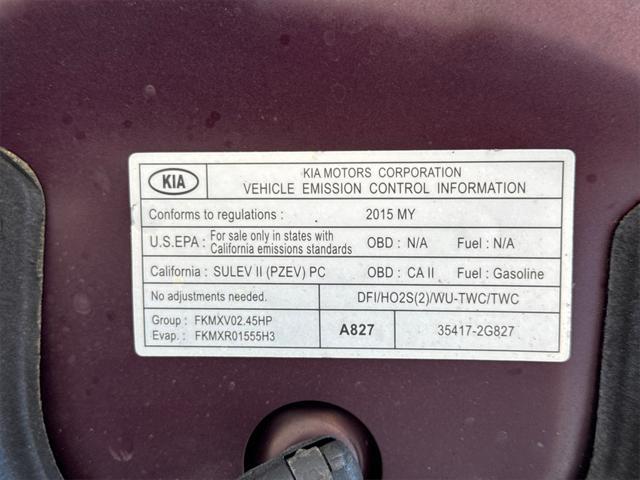 KIA
KIA MOTORS CORPORATION
VEHICLE EMISSION CONTROL INFORMATION
Conforms to regulations : 2015 MY
U.S.EPA : For sale only in states with California emissions standards OBD : N/A Fuel : N/A
California : SULEV II (PZEV) PC OBD : CA II Fuel : Gasoline
No adjustments needed. DFI/HO2S(2)/WU-TWC/TWC
Group : FKMXV02.45HP
Evap. : FKMXR01555H3
A827 35417-2G827